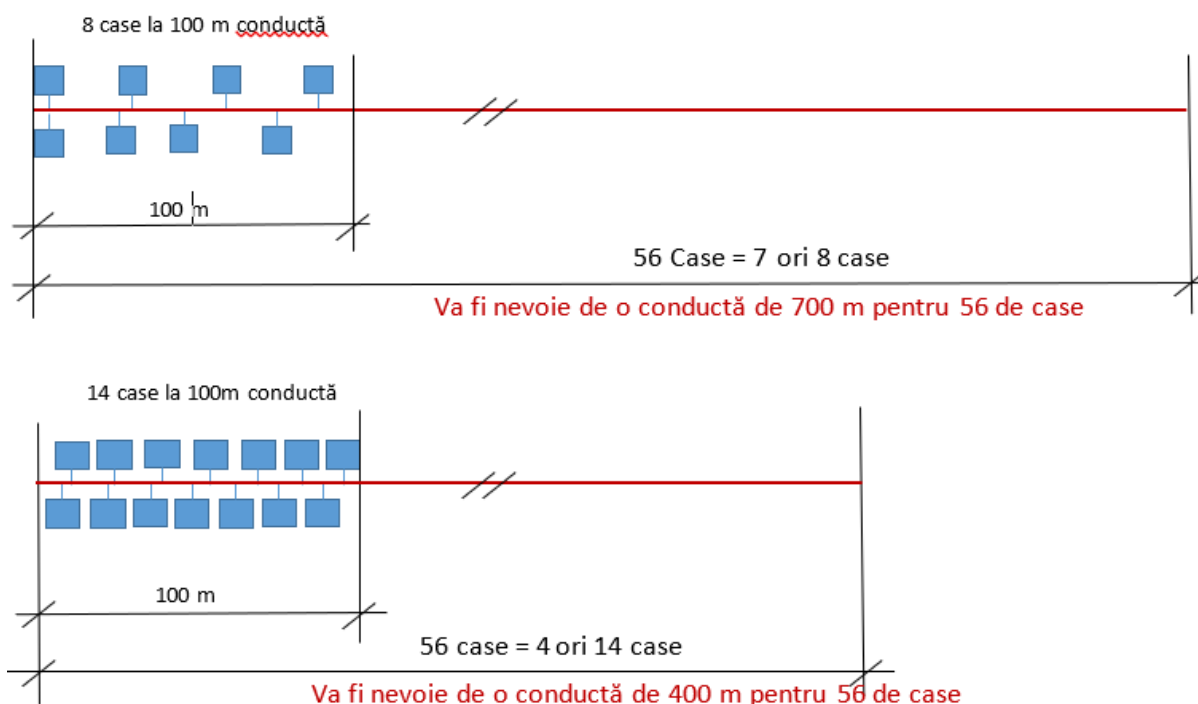 8 case la 100 m conductă
100 m
56 Case = 7 ori 8 case
Va fi nevoie de o conductă de 700 m pentru 56 de case
14 case la 100m conductă
100 m
56 case = 4 ori 14 case
Va fi nevoie de o conductă de 400 m pentru 56 de case